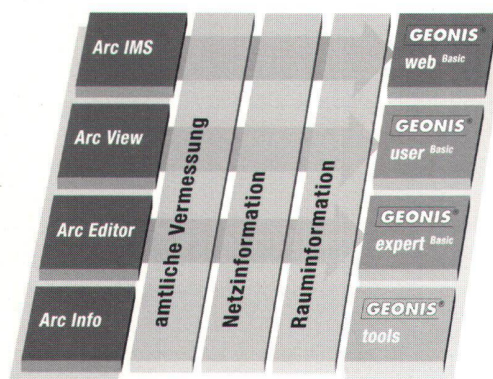 Arc IMS
Arc View
Arc Editor
Arc Info
amtliche Vermessung
Netzinformation
Rauminformation
GEONIS®
web Basic
GEONIS®
user Basic
GEONIS®
expert Basic
GEONIS®
tools